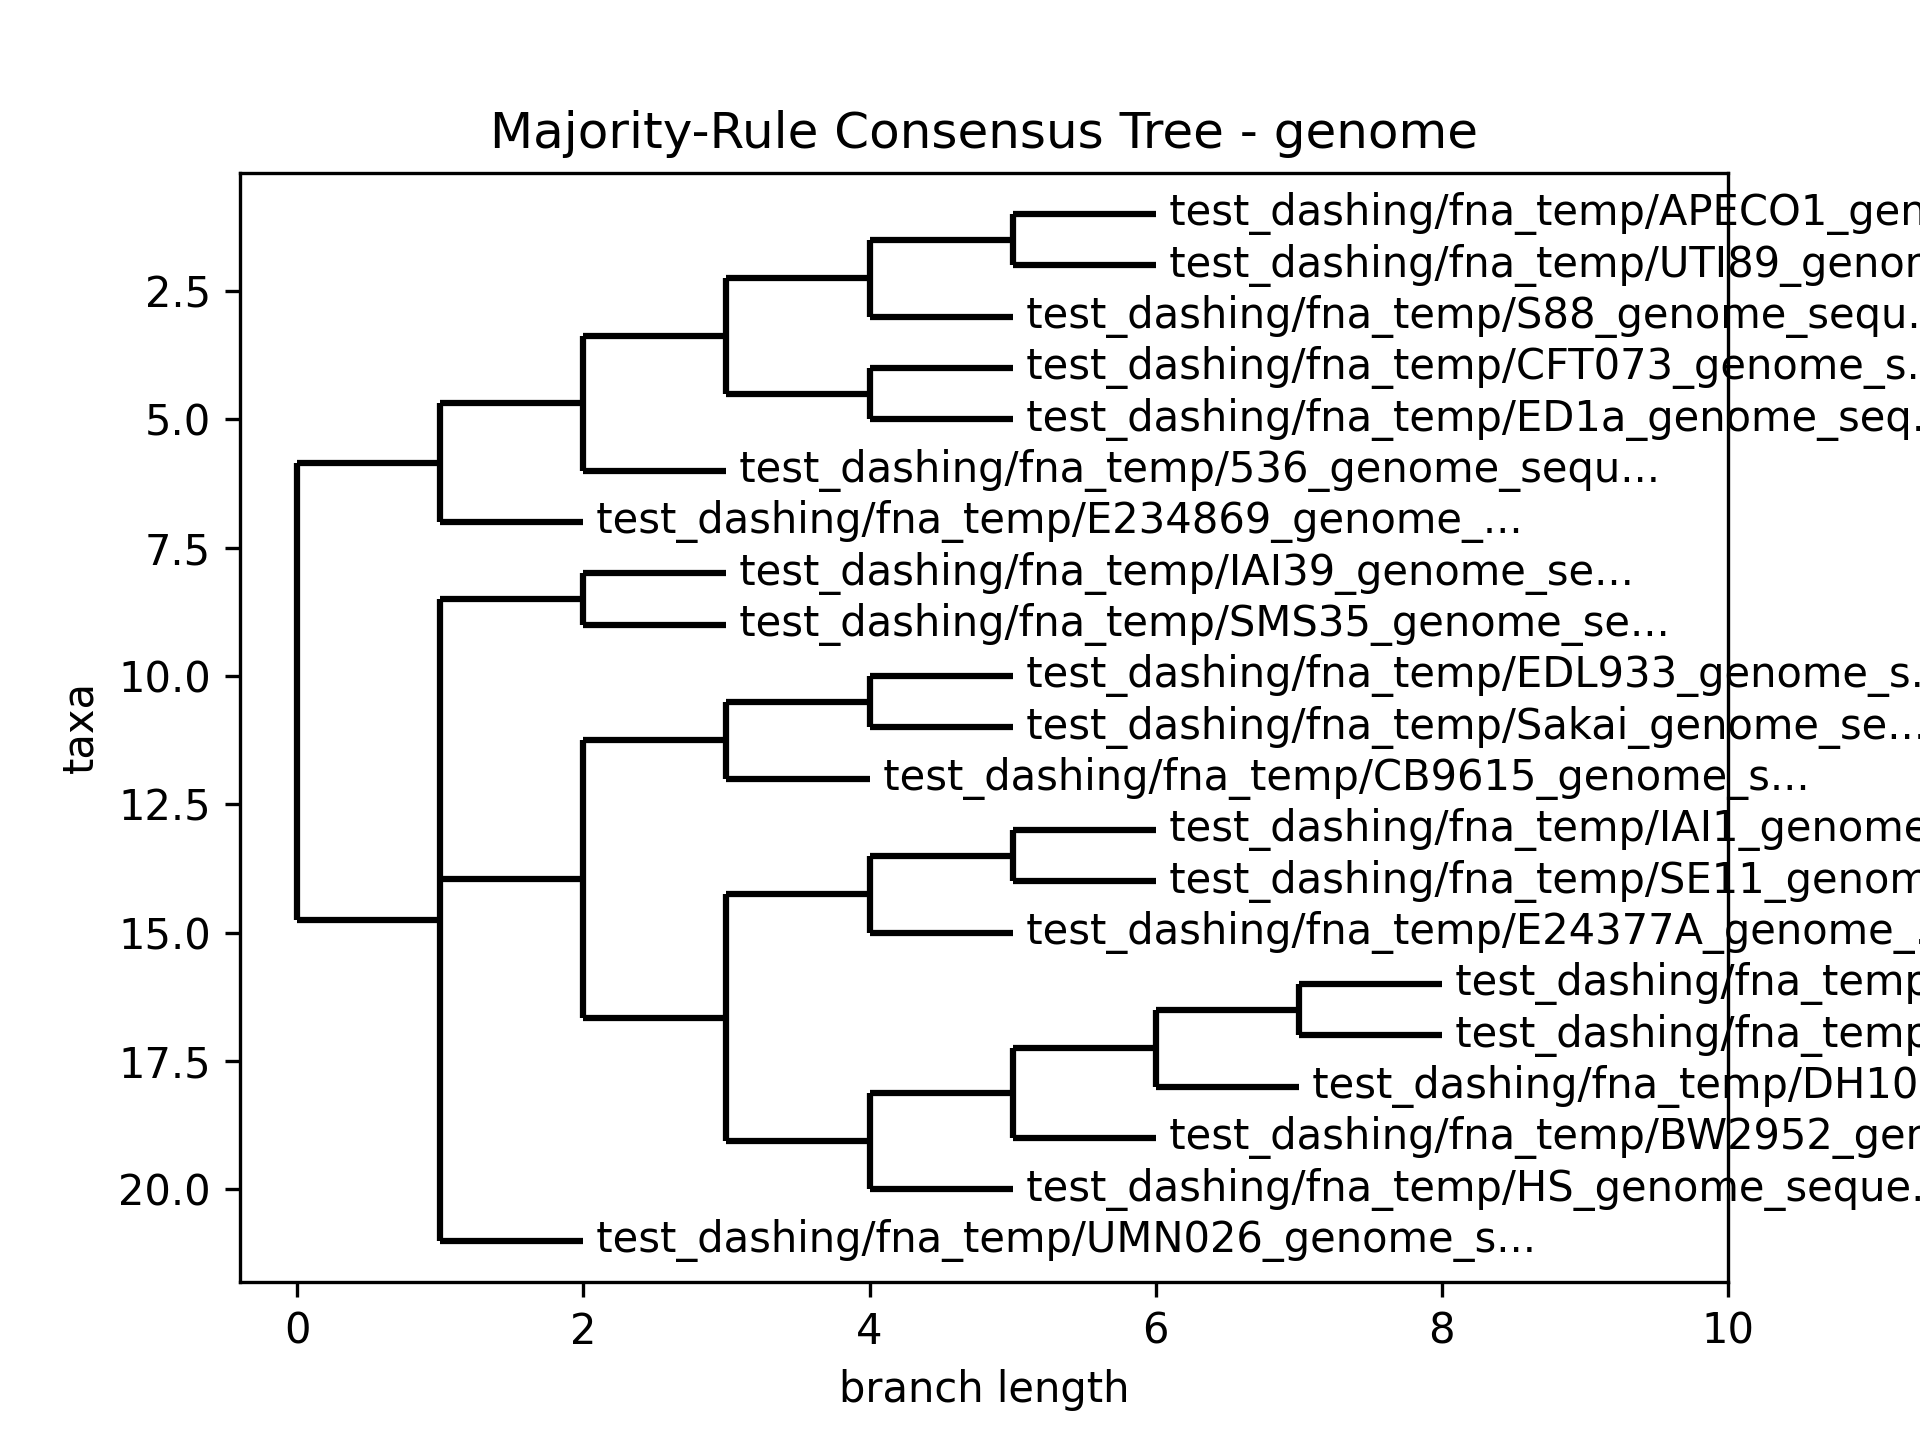 Majority-Rule Consensus Tree - genome
test_dashing/fna_temp/APECO1_gen
test_dashing/fna_temp/UTI89_genor
2.5
test_dashing/fna_temp/S88_genome_sequ.
test_dashing/fna_temp/CFT073_genome_s.
5.0
test_dashing/fna_temp/ED1a_genome_seq.
test_dashing/fna_temp/536_genome_sequ...
test_dashing/fna_temp/E234869_genome_...
7.5
test_dashing/fna_temp/IAI39_genome_se...
test_dashing/fna_temp/SMS35_genome_se...
10.0
test_dashing/fna_temp/EDL933_genome_s.
test_dashing/fna_temp/Sakai_genome_se...
taxa
test_dashing/fna_temp/CB9615_genome_s...
12.5
test_dashing/fna_temp/IAI1_genome
test_dashing/fna_temp/SE11_genom
15.0
test_dashing/fna_temp/E24377A_genome_.
test_dashing/fna_temp
test_dashing/fna_temp
17.5
test_dashing/fna_temp/DH10
test_dashing/fna_temp/BW2952_gen
20.0
test_dashing/fna_temp/HS_genome_seque.
test_dashing/fna_temp/UMN026_genome_s...
0 2 4 6 8 10
branch length